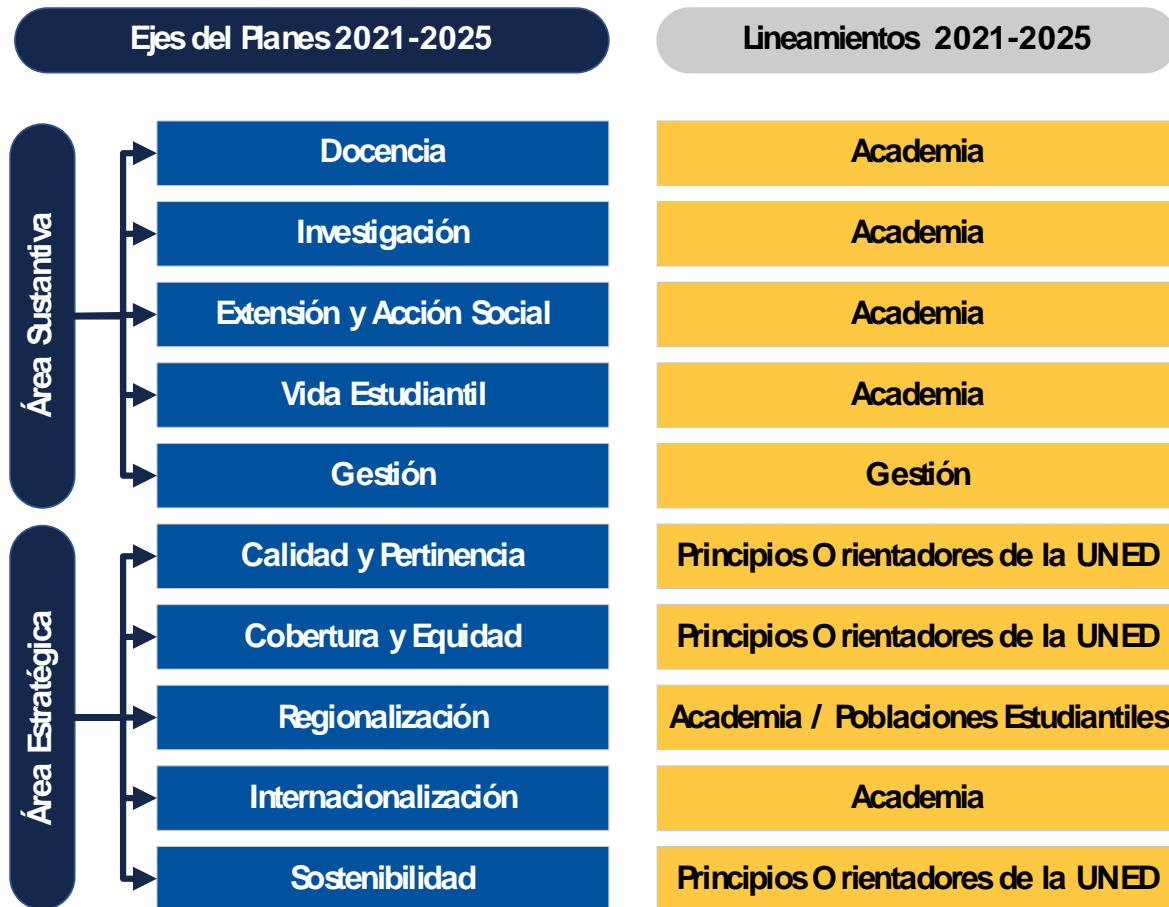 Ejes del Planes 2021-2025
Lineamientos 2021-2025
Área Sustantiva
Docencia
Academia
Investigación
Academia
Extensión y Acción Social
Academia
Vida Estudiantil
Academia
Gestión
Gestión
Área Estratégica
Calidad y Pertinencia
Principios Orientadores de la UNED
Cobertura y Equidad
Principios Orientadores de la UNED
Regionalización
Academia / Poblaciones Estudiantiles
Internacionalización
Academia
Sostenibilidad
Principios Orientadores de la UNED